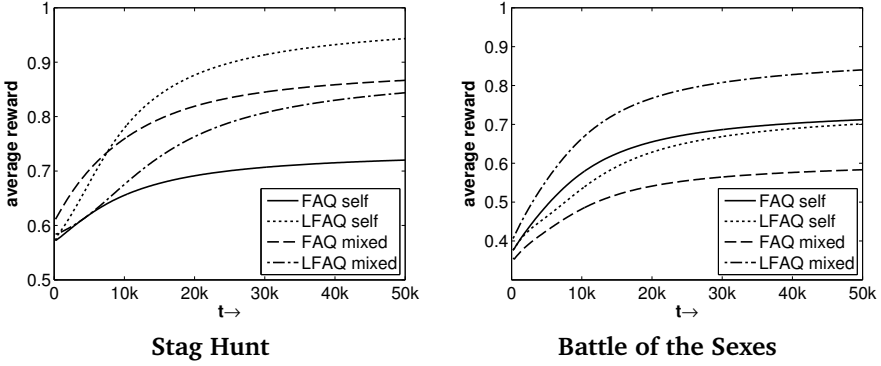 1
0.9
0.8
0.7
0.6
0.5
average reward
0 10k 20k 30k 40k 50k
t→
FAQ self
LFAQ self
FAQ mixed
LFAQ mixed
Stag Hunt
1
0.9
0.8
0.7
0.6
0.5
0.4
average reward
0 10k 20k 30k 40k 50k
t→
FAQ self
LFAQ self
FAQ mixed
LFAQ mixed
Battle of the Sexes